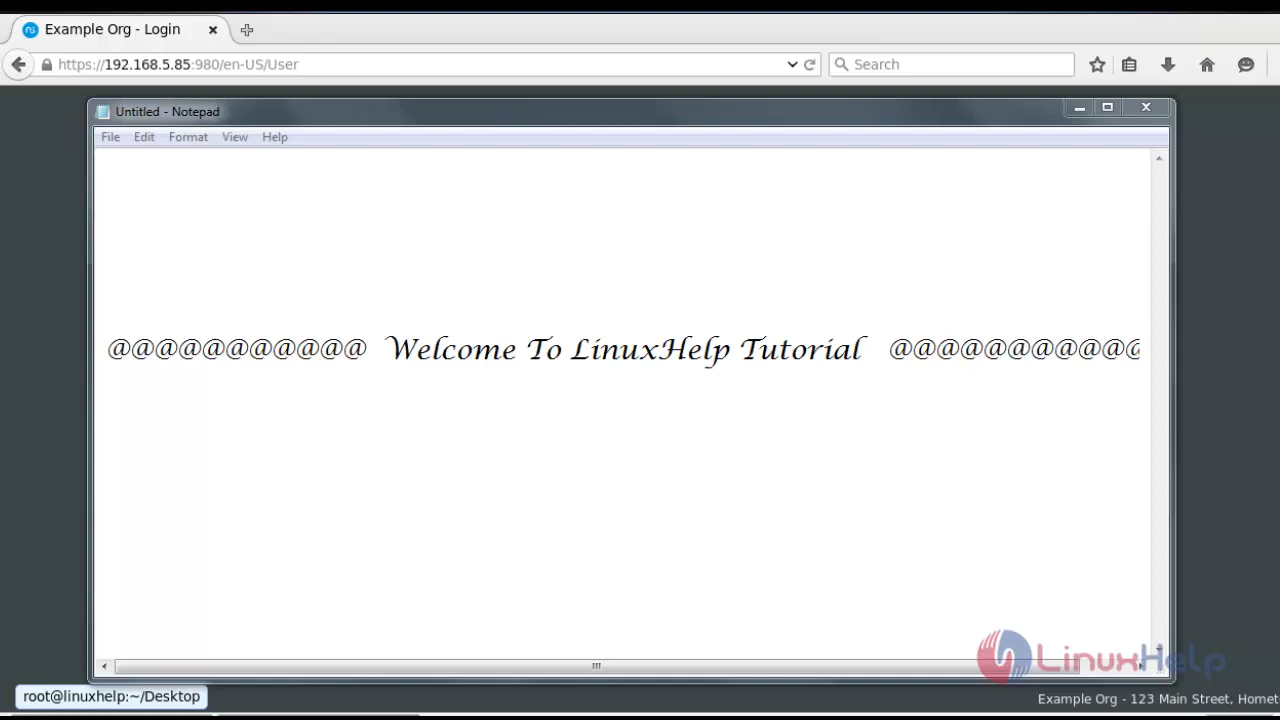 Example Org - Login
https://192.168.5.85:980/en-US/User
Search
Untitled - Notepad
File Edit Format View Help
@@@@@@@@@@@ Welcome To LinuxHelp Tutorial @@@@@@@@@@@
LinuxHelp
root@linuxhelp:~/Desktop
Example Org - 123 Main Street, Homet